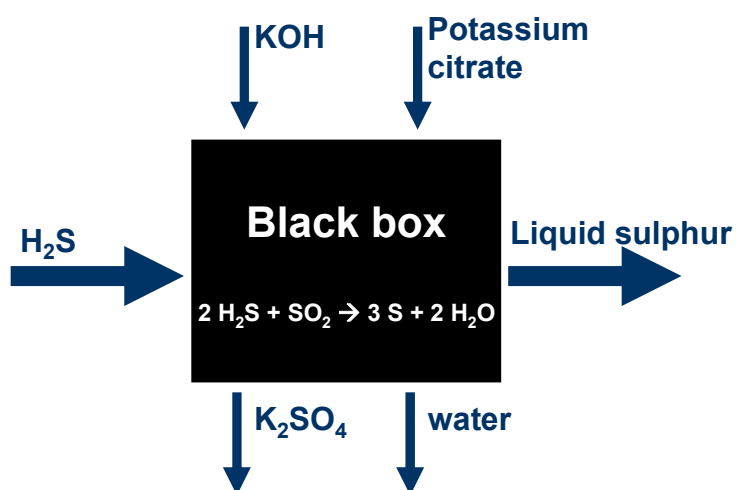 KOH
Potassium
citrate
H₂S
Black box
Liquid sulphur
2 H₂S + SO₂ → 3 S + 2 H₂O
K₂SO₄
water